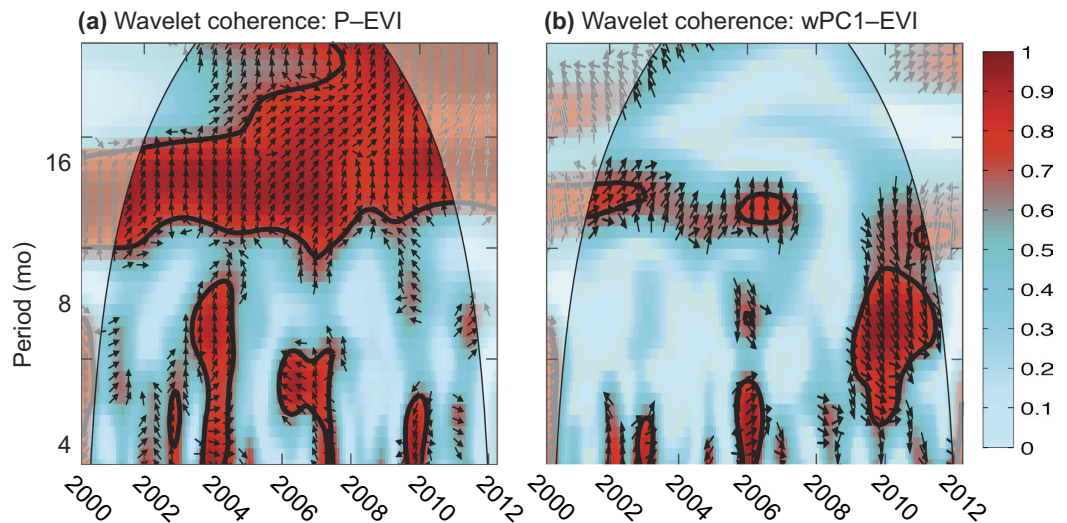 (a) Wavelet coherence: P–EVI
(b) Wavelet coherence: wPC1–EVI
Period (mo)
16
8
4
2000 2002 2004 2006 2008 2010 2012
2000 2002 2004 2006 2008 2010 2012
1
0.9
0.8
0.7
0.6
0.5
0.4
0.3
0.2
0.1
0